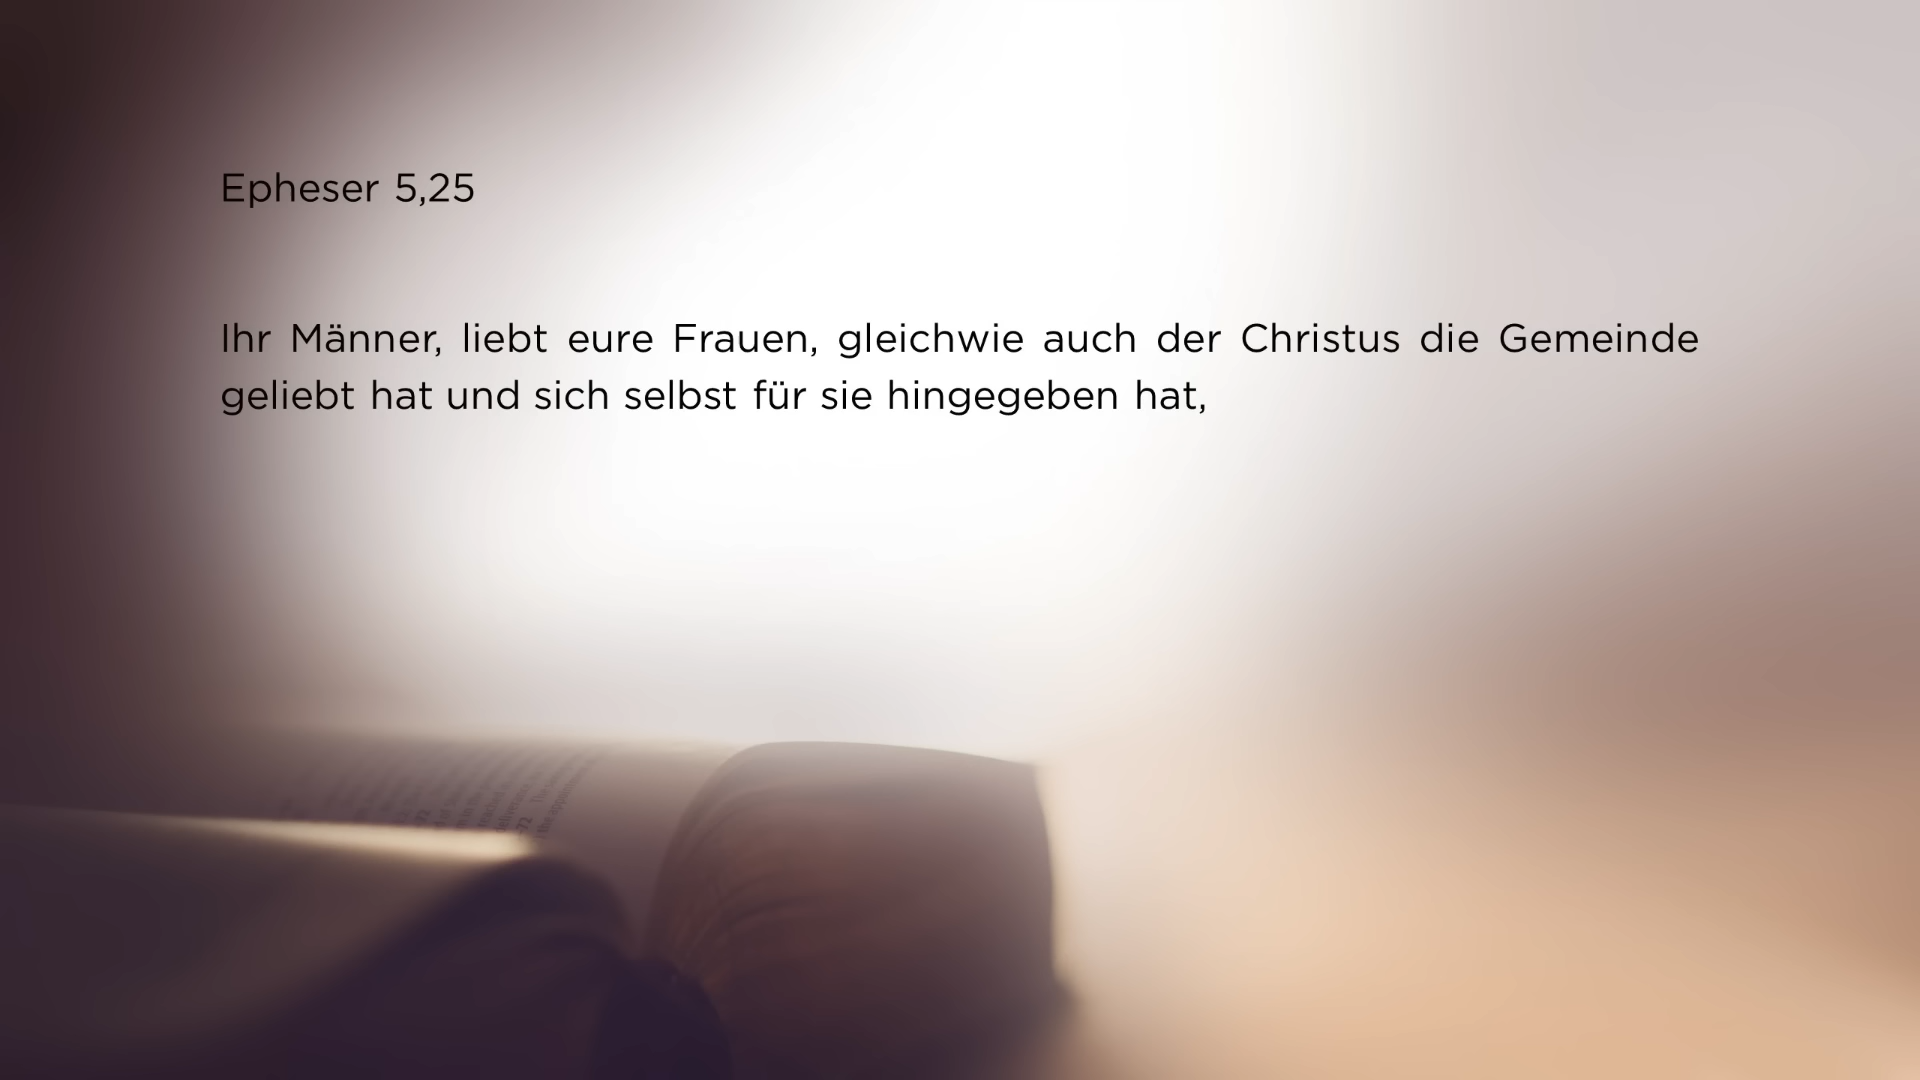 Epheser 5,25
Ihr Männer, liebt eure Frauen, gleichwie auch der Christus die Gemeinde
geliebt hat und sich selbst für sie hingegeben hat,